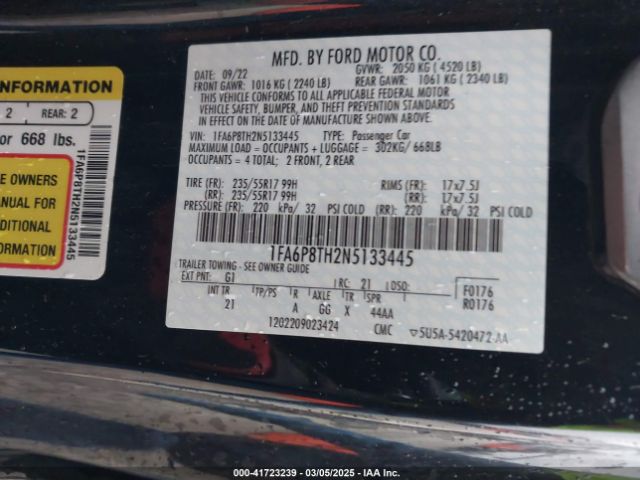 INFORMATION
2 REAR: 2
or 668 lbs.
E OWNERS
ANUAL FOR
DITIONAL
ORMATION
1FA6P8TH2N5133445
MFD. BY FORD MOTOR CO.
DATE: 09/22 GVWR: 2050 KG ( 4520 LB)
FRONT GAWR: 1016 KG ( 2240 LB) REAR GAWR: 1061 KG ( 2340 LB)
THIS VEHICLE CONFORMS TO ALL APPLICABLE FEDERAL MOTOR
VEHICLE SAFETY, BUMPER, AND THEFT PREVENTION STANDARDS
IN EFFECT ON THE DATE OF MANUFACTURE SHOWN ABOVE.
VIN: 1FA6P8TH2N5133445 TYPE: Passenger Car
MAXIMUM LOAD = OCCUPANTS + LUGGAGE = 302KG/ 668LB
OCCUPANTS = 4 TOTAL; 2 FRONT, 2 REAR
TIRE (FR): 235/55R17 99H RIMS (FR): 17x7.5J
(RR): 235/55R17 99H (RR): 17x7.5J
PRESSURE (FR): 220 kPa/ 32 PSI COLD (RR): 220 kPa/ 32 PSI COLD
1FA6P8TH2N5133445
TRAILER TOWING - SEE OWNER GUIDE
EXT PNT: G1 RC: 21 DSO: F0176
INT TR TP/PS R AXLE TR SPR R0176
21 A GG X 44AA
1202209023424 CMC ▽5U5A-5420472-AA
000-41723239 - 03/05/2025 - IAA Inc.